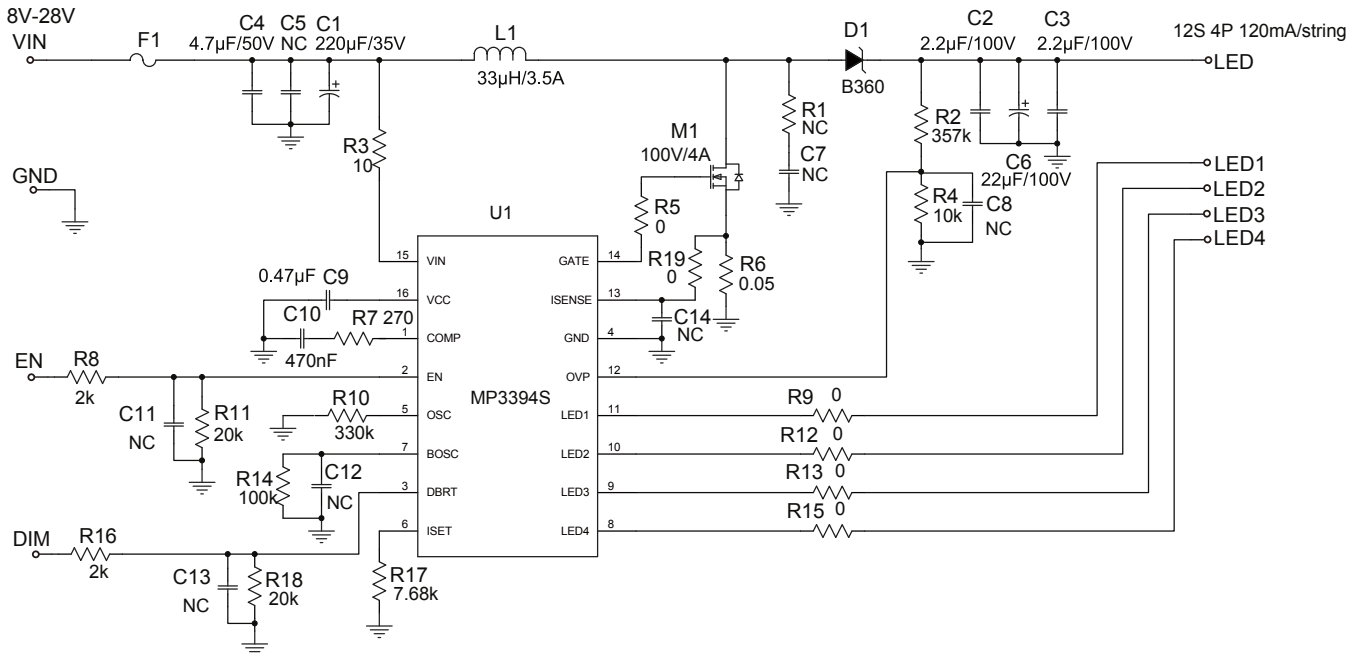 8V-28V
VIN
F1
C4
4.7µF/50V
C5
NC
C1
220µF/35V
+
L1
33µH/3.5A
D1
B360
C2
2.2µF/100V
C3
2.2µF/100V
12S 4P 120mA/string
LED
R3
10
M1
100V/4A
R1
NC
C7
NC
R2
357k
+
C6
22µF/100V
R4
10k
C8
NC
LED1
LED2
LED3
LED4
GND
U1
R5
0
R19
0
R6
0.05
C14
NC
0.47µF C9
C10
470nF
R7 270
15
VIN
16
VCC
1
COMP
2
EN
5
OSC
7
BOSC
3
DBRT
6
ISET
MP3394S
GATE
14
ISENSE
13
GND
4
OVP
12
LED1
11
LED2
10
LED3
9
LED4
8
EN
R8
2k
C11
NC
R11
20k
R10
330k
R14
100k
C12
NC
R9 0
R12 0
R13 0
R15 0
DIM
R16
2k
C13
NC
R18
20k
R17
7.68k